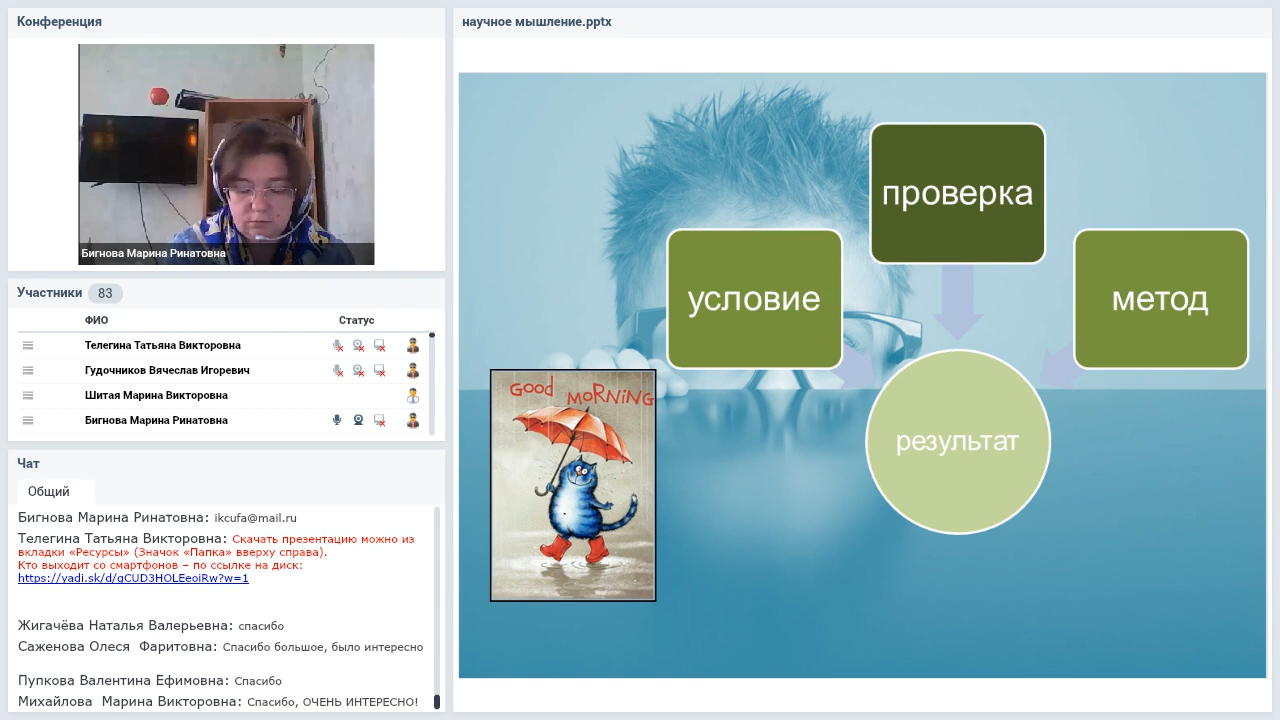 Конференция
Бигнова Марина Ринатовна
Участники 83
ФИО Статус
Телегина Татьяна Викторовна
Гудочников Вячеслав Игоревич
Шитая Марина Викторовна
Бигнова Марина Ринатовна
Чат
Общий
Бигнова Марина Ринатовна: ikcufa@mail.ru
Телегина Татьяна Викторовна: Скачать презентацию можно из
вкладки «Ресурсы» (Значок «Папка» вверху справа).
Кто выходит со смартфонов – по ссылке на диск:
https://yadi.sk/d/gCUD3HOLEeoiRw?w=1
Жигачёва Наталья Валерьевна: спасибо
Саженова Олеся Фаритовна: Спасибо большое, было интересно
Пупкова Валентина Ефимовна: Спасибо
Михайлова Марина Викторовна: Спасибо, ОЧЕНЬ ИНТЕРЕСНО!
научное мышление.pptx
проверка
условие
метод
результат
GOOD MORNING